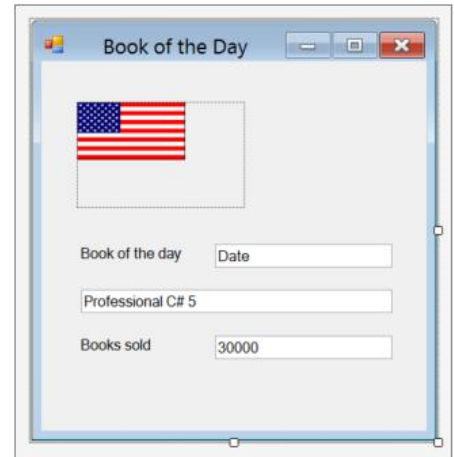 Book of the Day
Book of the day
Date
Professional C# 5
Books sold
30000